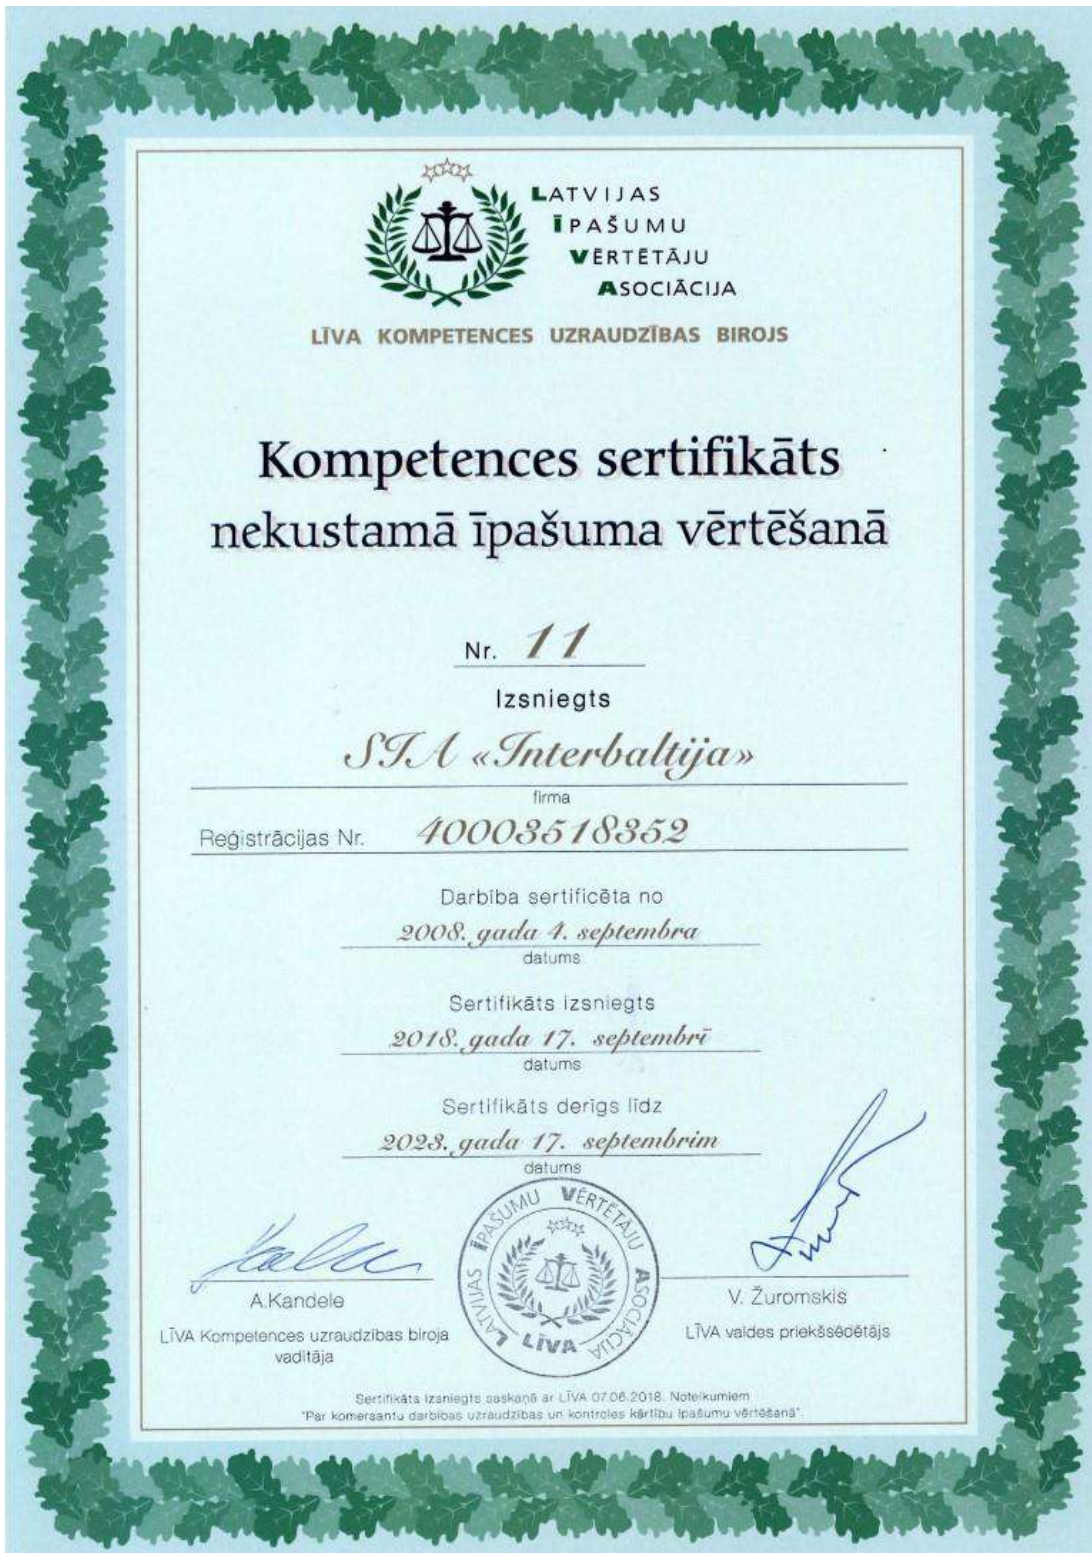 LATVIJAS
ĪPAŠUMU
VĒRTĒTĀJU
ASOCIĀCIJA
LĪVA KOMPETENCES UZRAUDZĪBAS BIROJS
Kompetences sertifikāts
nekustamā īpašuma vērtēšanā
Nr. 11
Izsniegts
SIA «Interbaltija»
firma
Reģistrācijas Nr. 40003518352
Darbība sertificēta no
2008. gada 4. septembra
datums
Sertifikāts izsniegts
2018. gada 17. septembrī
datums
Sertifikāts derīgs līdz
2023. gada 17. septembrim
datums
LATVIJAS ĪPAŠUMU VĒRTĒTĀJU ASOCIĀCIJA
LĪVA
A.Kandele
LĪVA Kompetences uzraudzības biroja
vadītāja
V. Žuromskis
LĪVA valdes priekšsēdētājs
Sertifikāts izsniegts saskaņā ar LĪVA 07.06.2018. Noteikumiem
"Par komersantu darbības uzraudzības un kontroles kārtību īpašumu vērtēšanā".